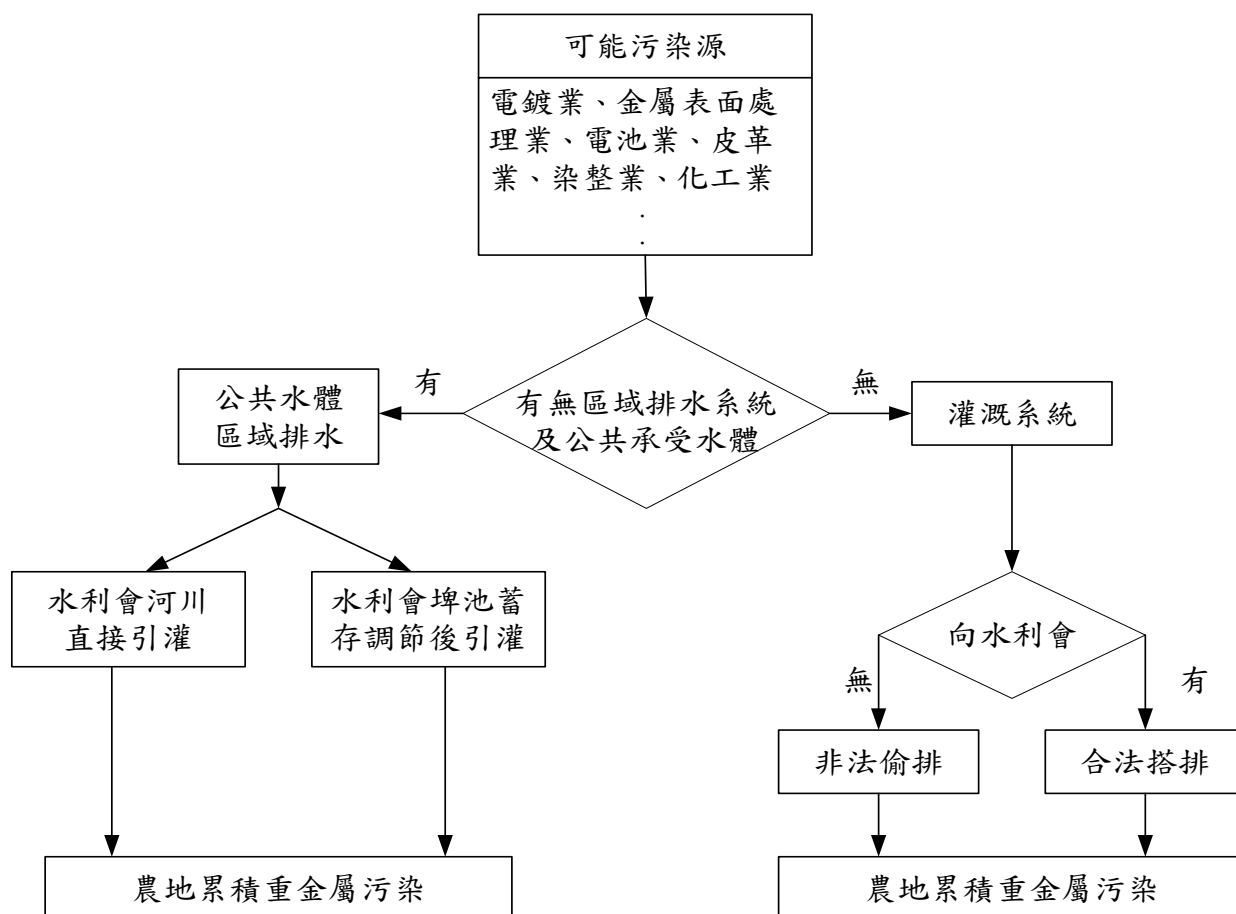 可能污染源
電鍍業、金屬表面處
理業、電池業、皮革
業、染整業、化工業
.
.
有
有無區域排水系統
及公共承受水體
無
公共水體
區域排水
灌溉系統
水利會河川
直接引灌
水利會埤池蓄
存調節後引灌
向水利會
無
有
非法偷排
合法搭排
農地累積重金屬污染
農地累積重金屬污染